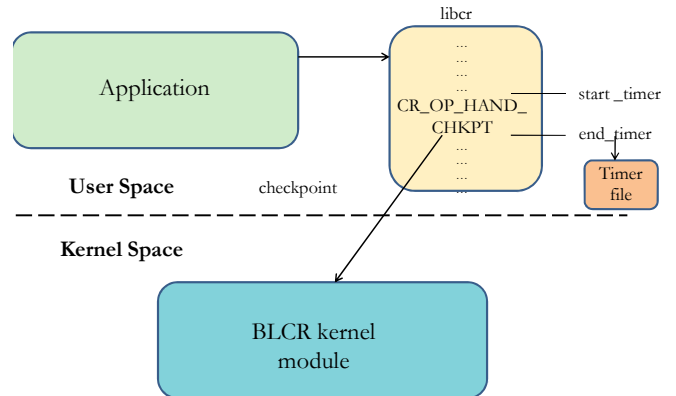 libcr
...
...
...
...
Application
start _timer
CR_OP_HAND_
CHKPT
end_timer
...
...
...
...
Timer
file
User Space
checkpoint
Kernel Space
BLCR kernel
module